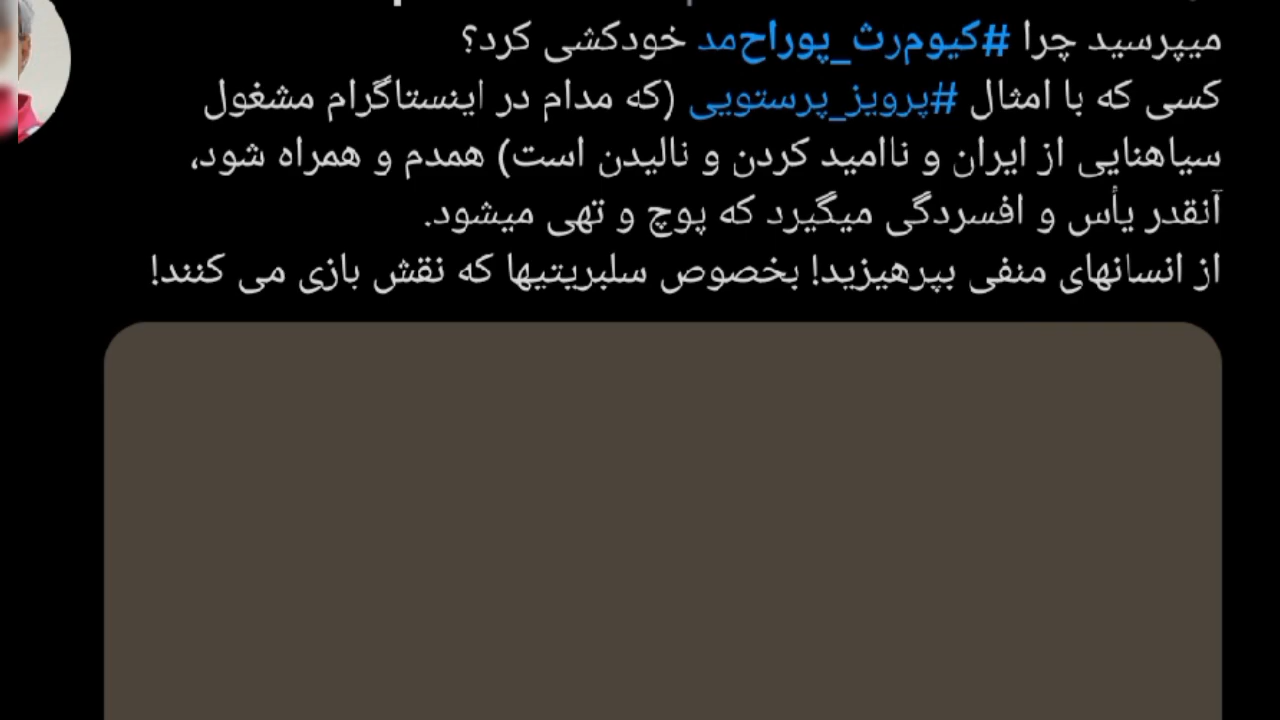 میپرسید چرا #کیومرث_پوراحمد خودکشی کرد؟
کسی که با امثال #پرویز_پرستویی (که مدام در اینستاگرام مشغول
سیاهنایی از ایران و ناامید کردن و نالیدن است) همدم و همراه شود،
آنقدر یأس و افسردگی میگیرد که پوچ و تهی میشود.
از انسانهای منفی بپرهیزید! بخصوص سلبریتیها که نقش بازی می کنند!